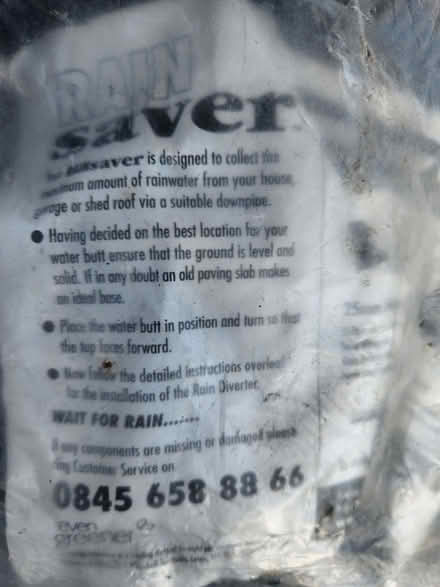 RAIN
saver
is designed to collect the
maximum amount of rainwater from your house,
garage or shed roof via a suitable downpipe.
● Having decided on the best location for your
water butt ensure that the ground is level and
solid. If in any doubt an old paving slab makes
an ideal base.
● Place the water butt in position and turn so that
the tap faces forward.
● Now follow the detailed instructions overleaf
for the installation of the Rain Diverter.
WAIT FOR RAIN.......
If any components are missing or damaged please
ring Customer Service on
0845 658 88 66
even
greener